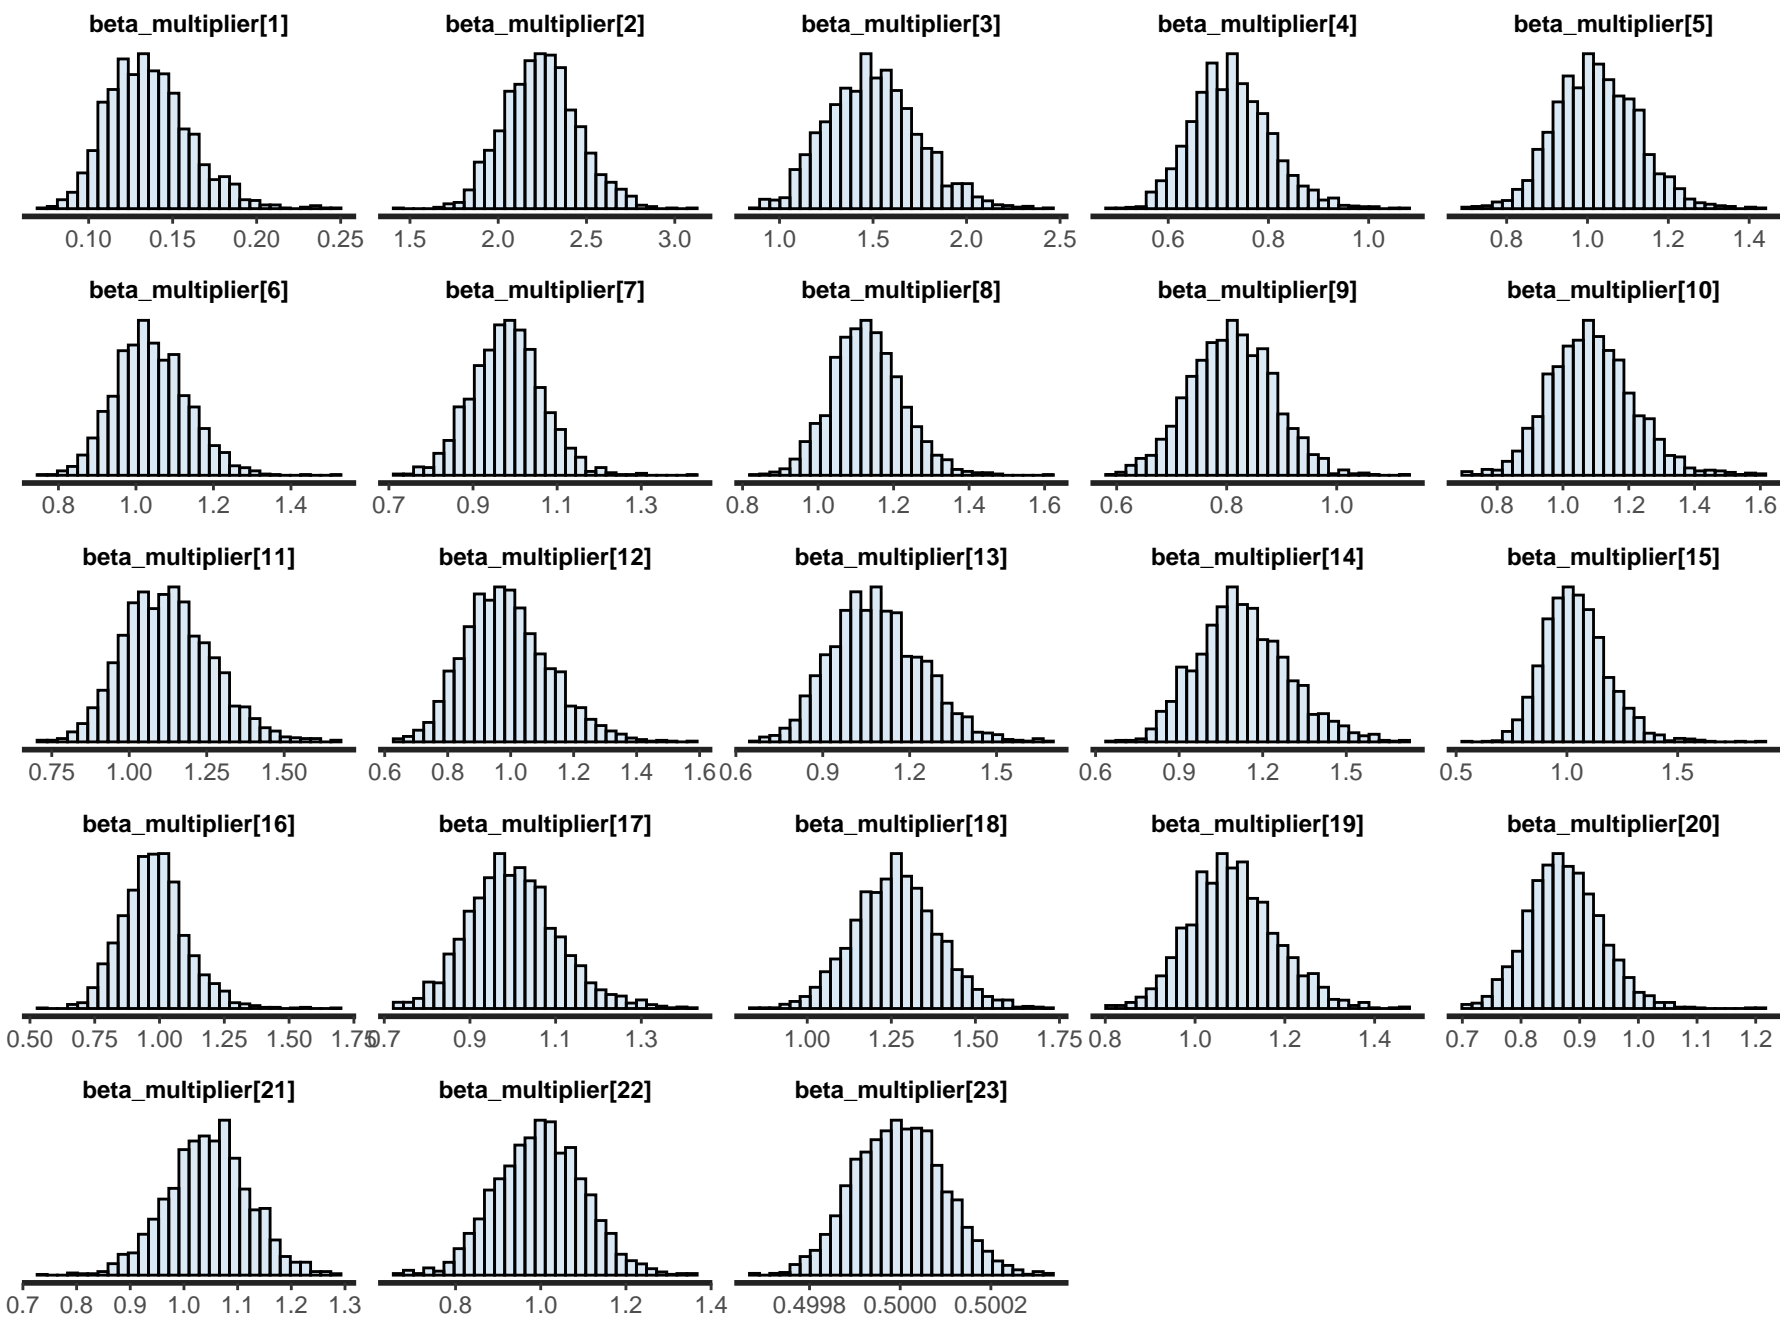 beta_multiplier[1] beta_multiplier[2] beta_multiplier[3] beta_multiplier[4] beta_multiplier[5]
0.10 0.15 0.20 0.25 1.5 2.0 2.5 3.0 1.0 1.5 2.0 2.5 0.6 0.8 1.0 0.8 1.0 1.2 1.4
beta_multiplier[6] beta_multiplier[7] beta_multiplier[8] beta_multiplier[9] beta_multiplier[10]
0.8 1.0 1.2 1.4 0.7 0.9 1.1 1.3 0.8 1.0 1.2 1.4 1.6 0.6 0.8 1.0 0.8 1.0 1.2 1.4 1.6
beta_multiplier[11] beta_multiplier[12] beta_multiplier[13] beta_multiplier[14] beta_multiplier[15]
0.75 1.00 1.25 1.50 0.6 0.8 1.0 1.2 1.4 1.6 0.6 0.9 1.2 1.5 0.6 0.9 1.2 1.5 0.5 1.0 1.5
beta_multiplier[16] beta_multiplier[17] beta_multiplier[18] beta_multiplier[19] beta_multiplier[20]
0.50 0.75 1.00 1.25 1.50 1.75 0.7 0.9 1.1 1.3 1.00 1.25 1.50 1.75 0.8 1.0 1.2 1.4 0.7 0.8 0.9 1.0 1.1 1.2
beta_multiplier[21] beta_multiplier[22] beta_multiplier[23]
0.7 0.8 0.9 1.0 1.1 1.2 1.3 0.8 1.0 1.2 1.4 0.4998 0.5000 0.5002